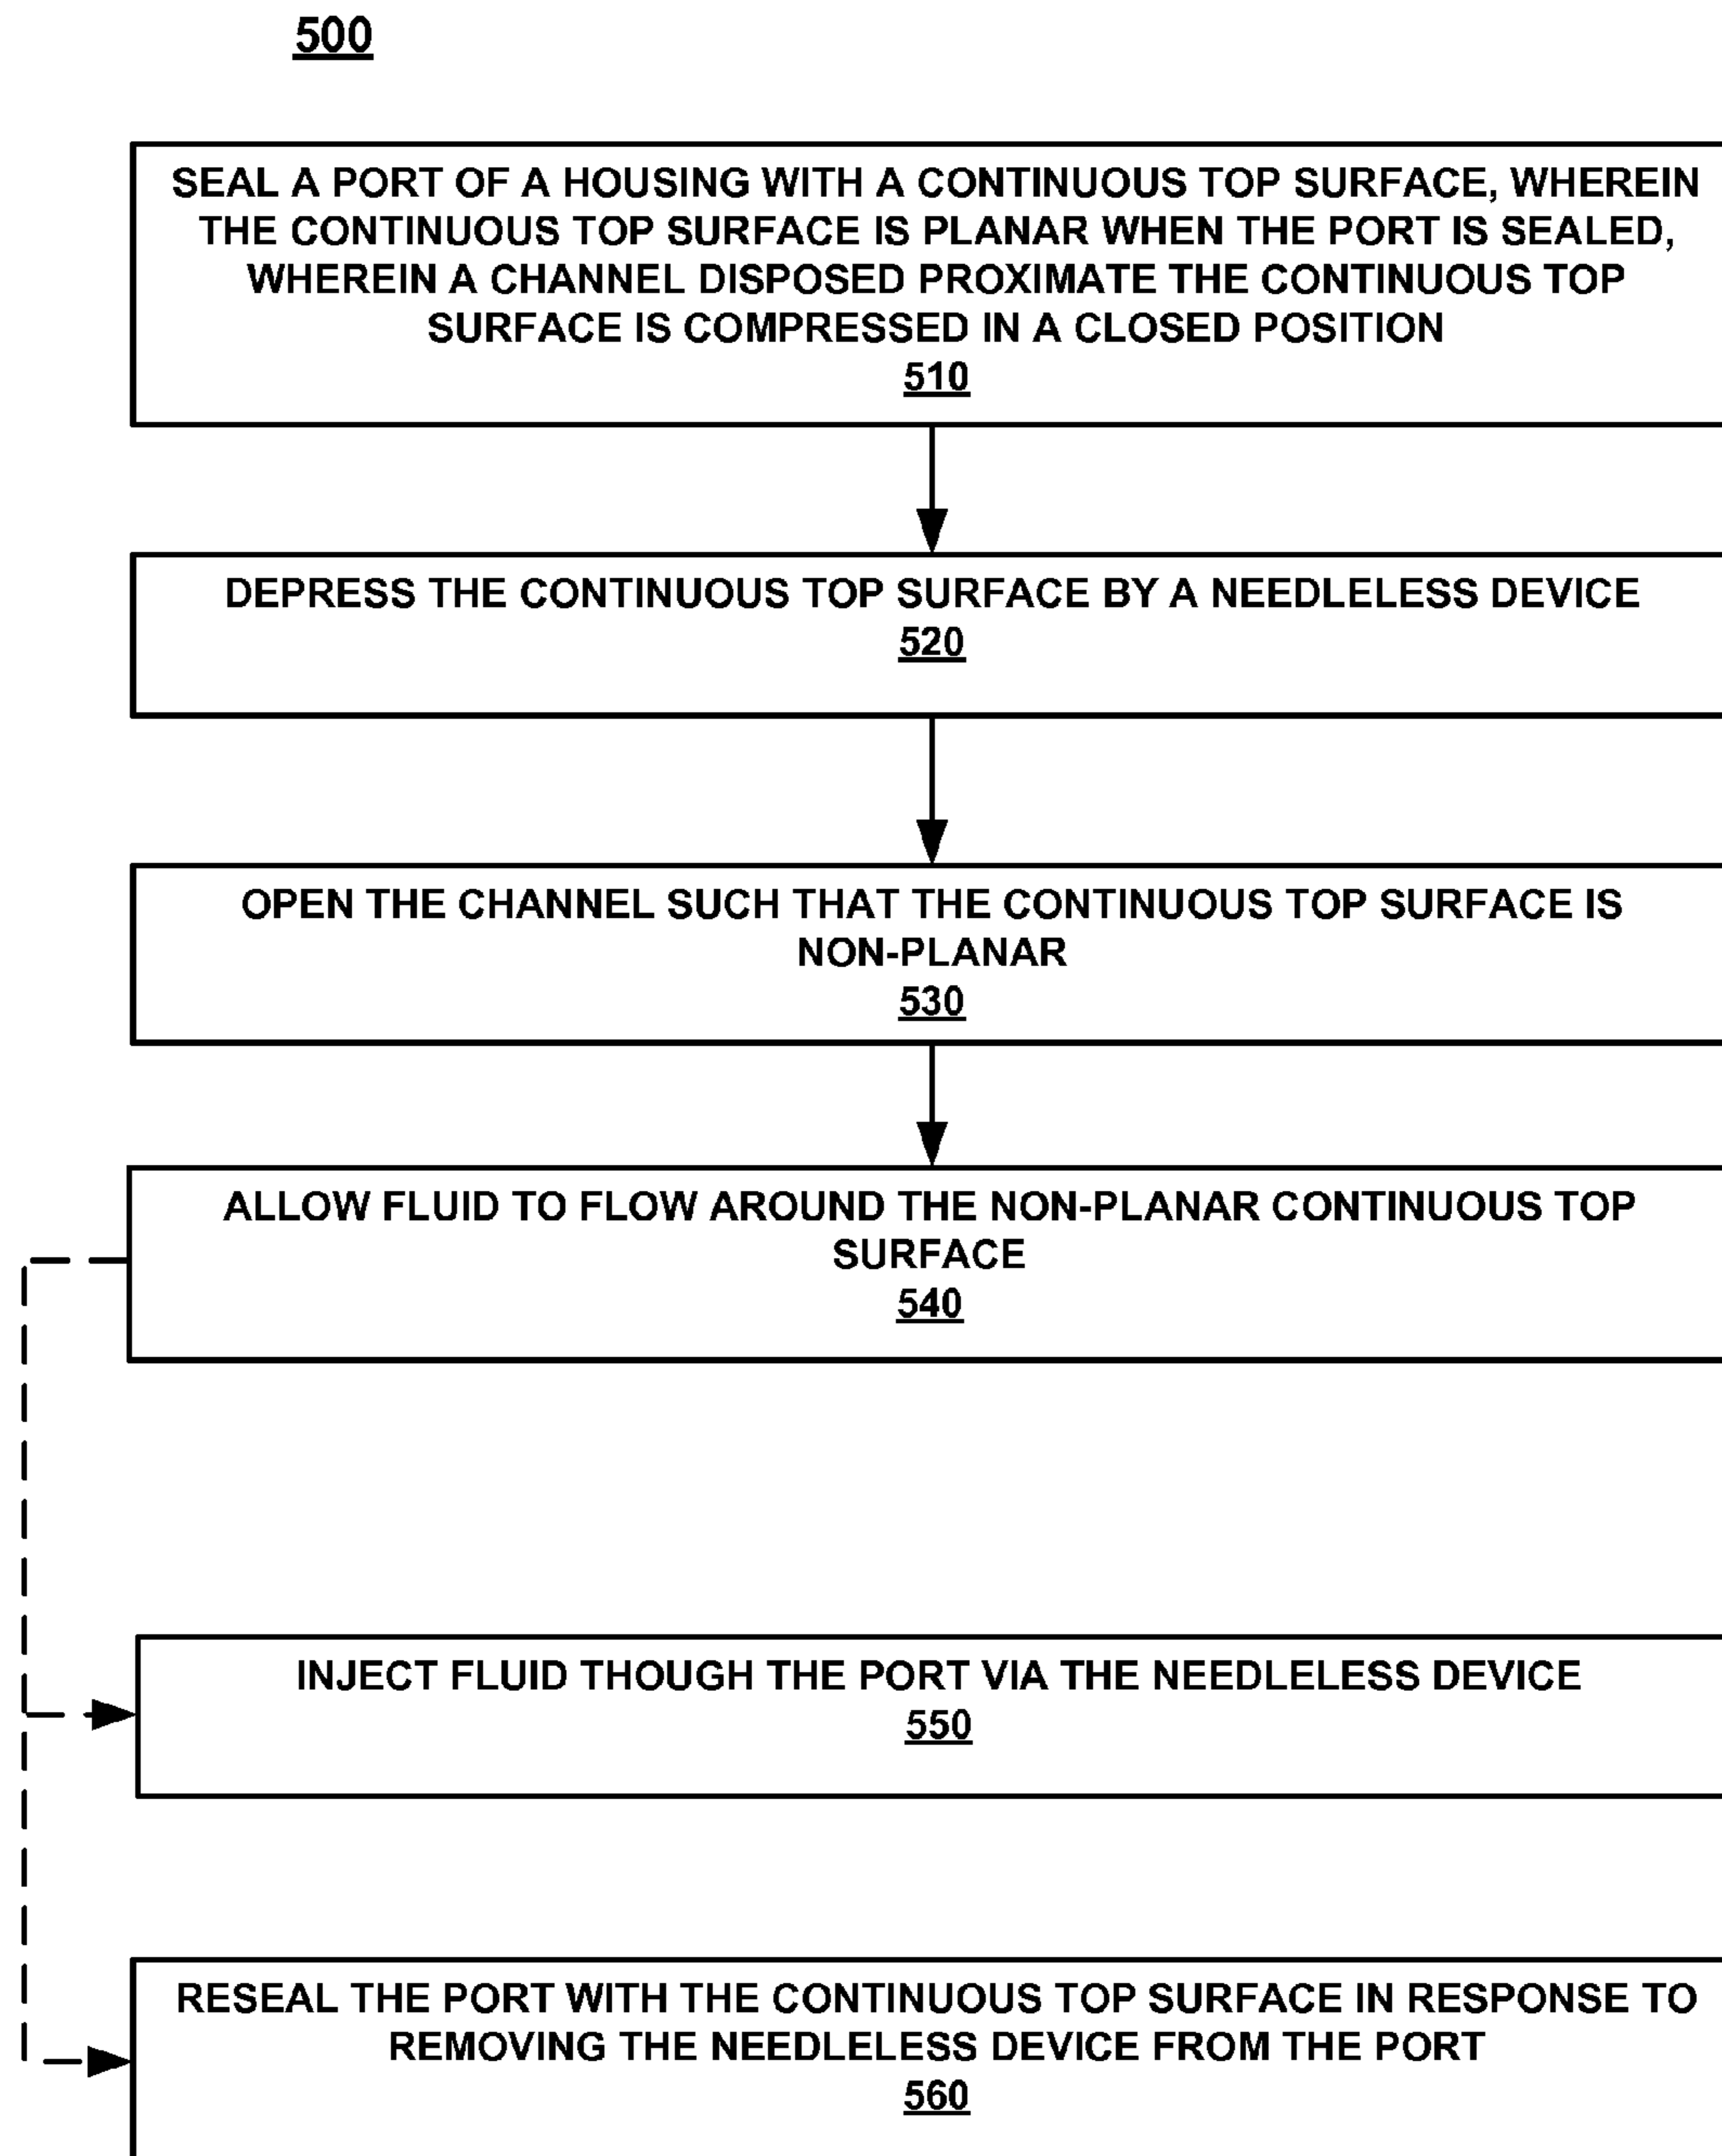 500
SEAL A PORT OF A HOUSING WITH A CONTINUOUS TOP SURFACE, WHEREIN
THE CONTINUOUS TOP SURFACE IS PLANAR WHEN THE PORT IS SEALED,
WHEREIN A CHANNEL DISPOSED PROXIMATE THE CONTINUOUS TOP
SURFACE IS COMPRESSED IN A CLOSED POSITION
510
DEPRESS THE CONTINUOUS TOP SURFACE BY A NEEDLELESS DEVICE
520
OPEN THE CHANNEL SUCH THAT THE CONTINUOUS TOP SURFACE IS
NON-PLANAR
530
ALLOW FLUID TO FLOW AROUND THE NON-PLANAR CONTINUOUS TOP
SURFACE
540
INJECT FLUID THOUGH THE PORT VIA THE NEEDLELESS DEVICE
550
RESEAL THE PORT WITH THE CONTINUOUS TOP SURFACE IN RESPONSE TO
REMOVING THE NEEDLELESS DEVICE FROM THE PORT
560